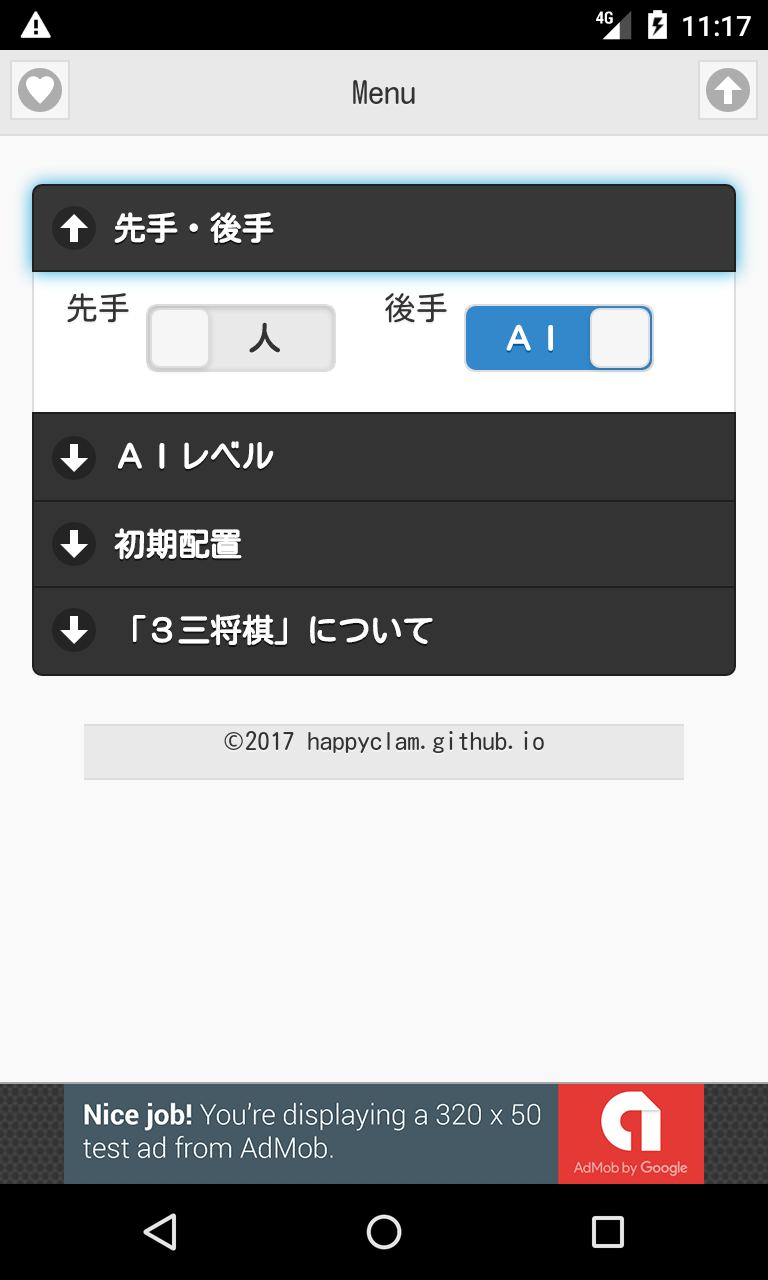 4G 11:17
Menu
先手・後手
先手 人 後手 ＡＩ
ＡＩレベル
初期配置
「３三将棋」について
©2017 happyclam.github.io
Nice job! You're displaying a 320 x 50
test ad from AdMob.
AdMob by Google